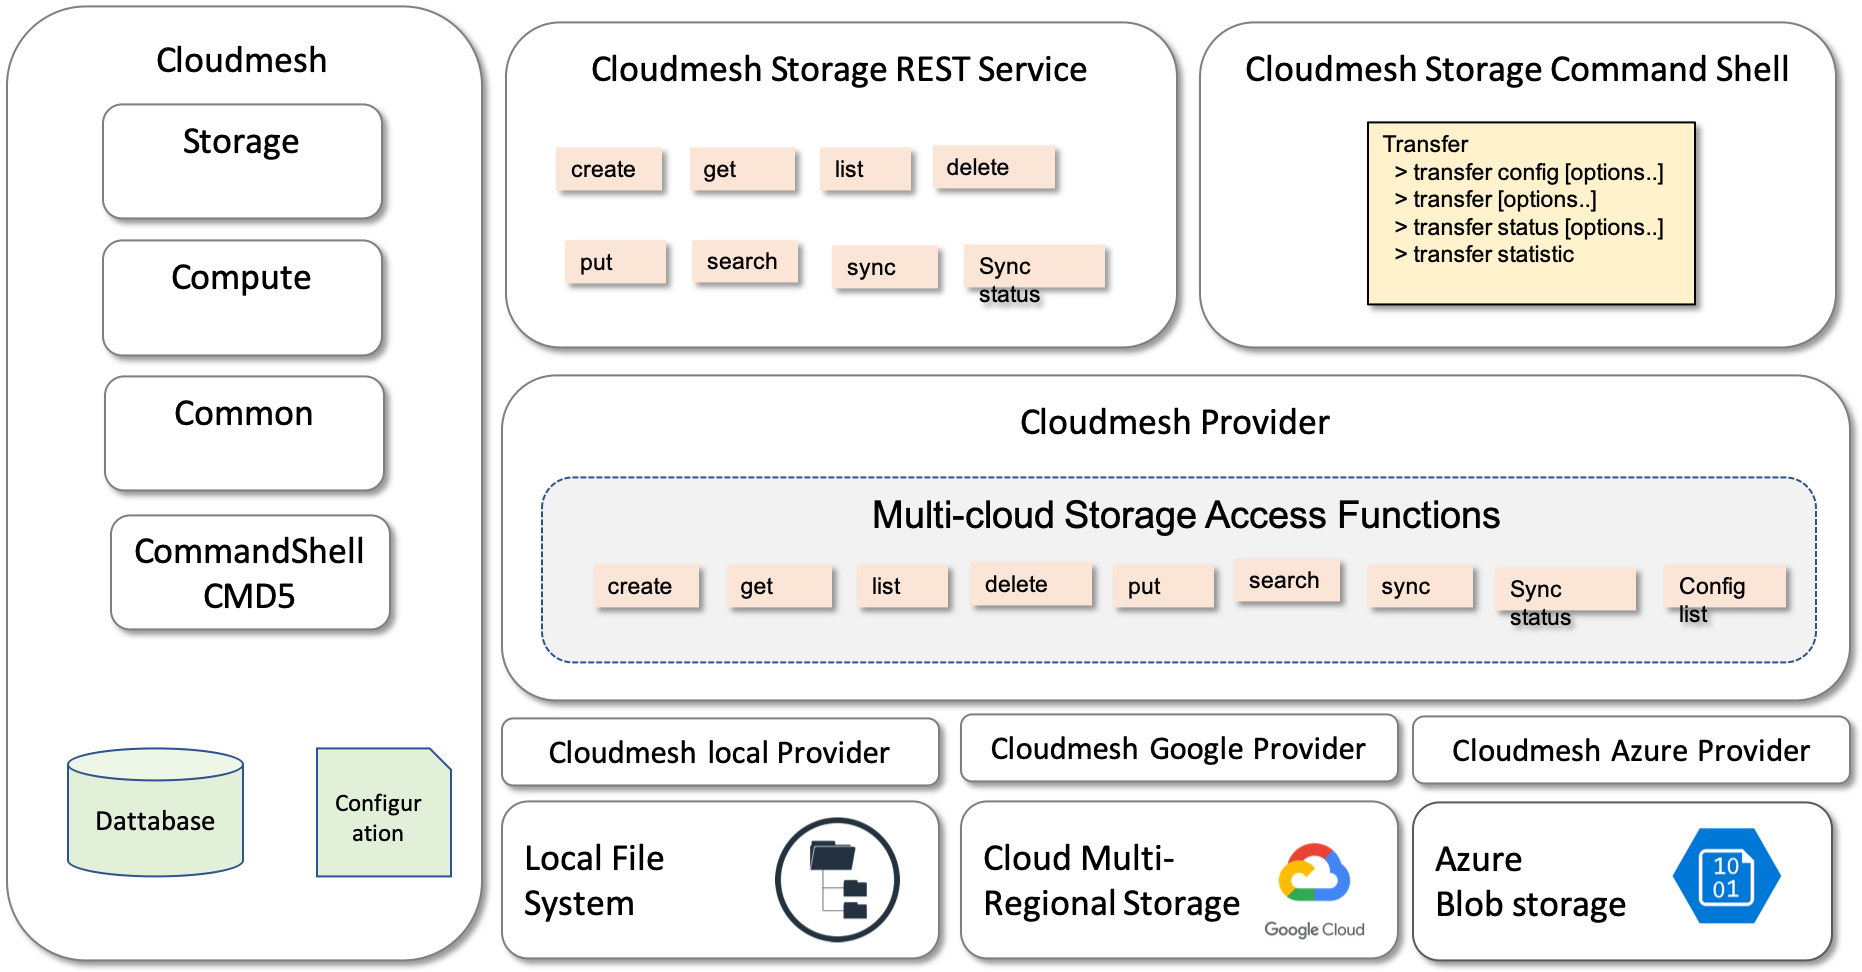 Cloudmesh
Storage
Compute
Common
CommandShell
CMD5
Dattabase
Configur
ation
Cloudmesh Storage REST Service
create
get
list
delete
put
search
sync
Sync
status
Cloudmesh Storage Command Shell
Transfer
> transfer config [options..]
> transfer [options..]
> transfer status [options..]
> transfer statistic
Cloudmesh Provider
Multi-cloud Storage Access Functions
create
get
list
delete
put
search
sync
Sync
status
Config
list
Cloudmesh local Provider
Cloudmesh Google Provider
Cloudmesh Azure Provider
Local File
System
Cloud Multi-
Regional Storage
Google Cloud
Azure
Blob storage
10
01